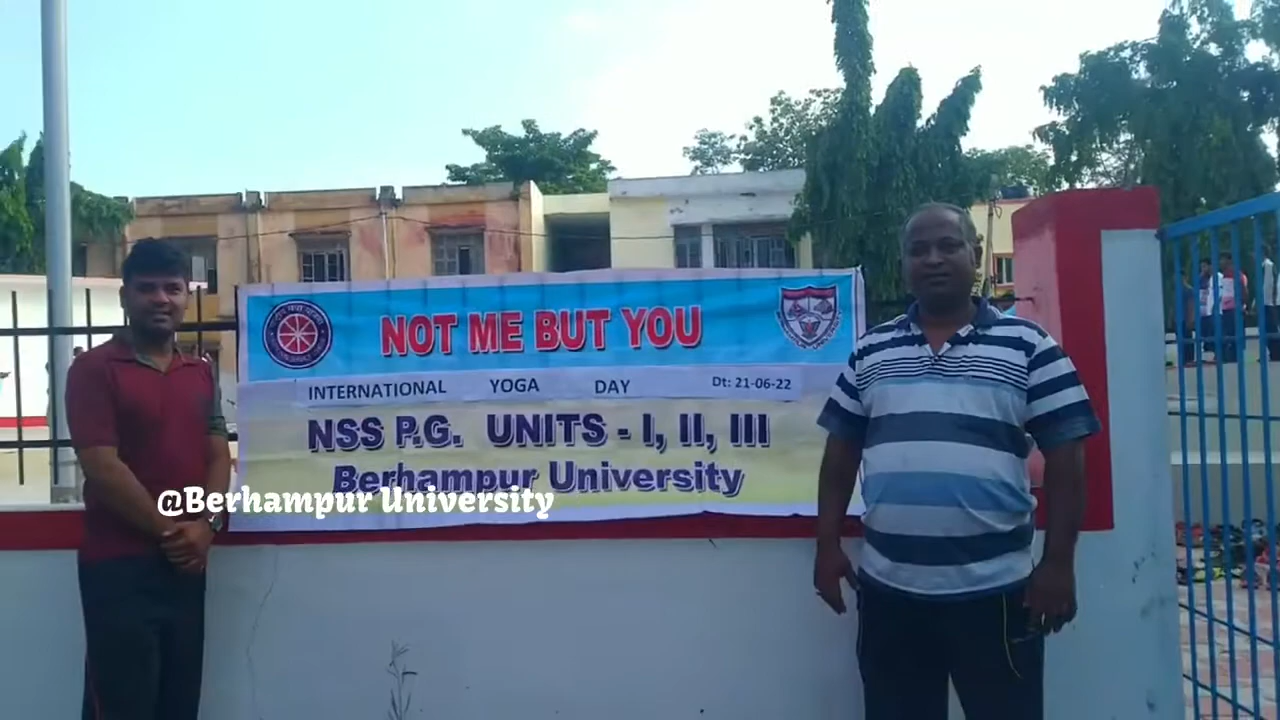 NOT ME BUT YOU
INTERNATIONAL YOGA DAY Dt: 21-06-22
NSS P.G. UNITS - I, II, III
Berhampur University
@Berhampur University